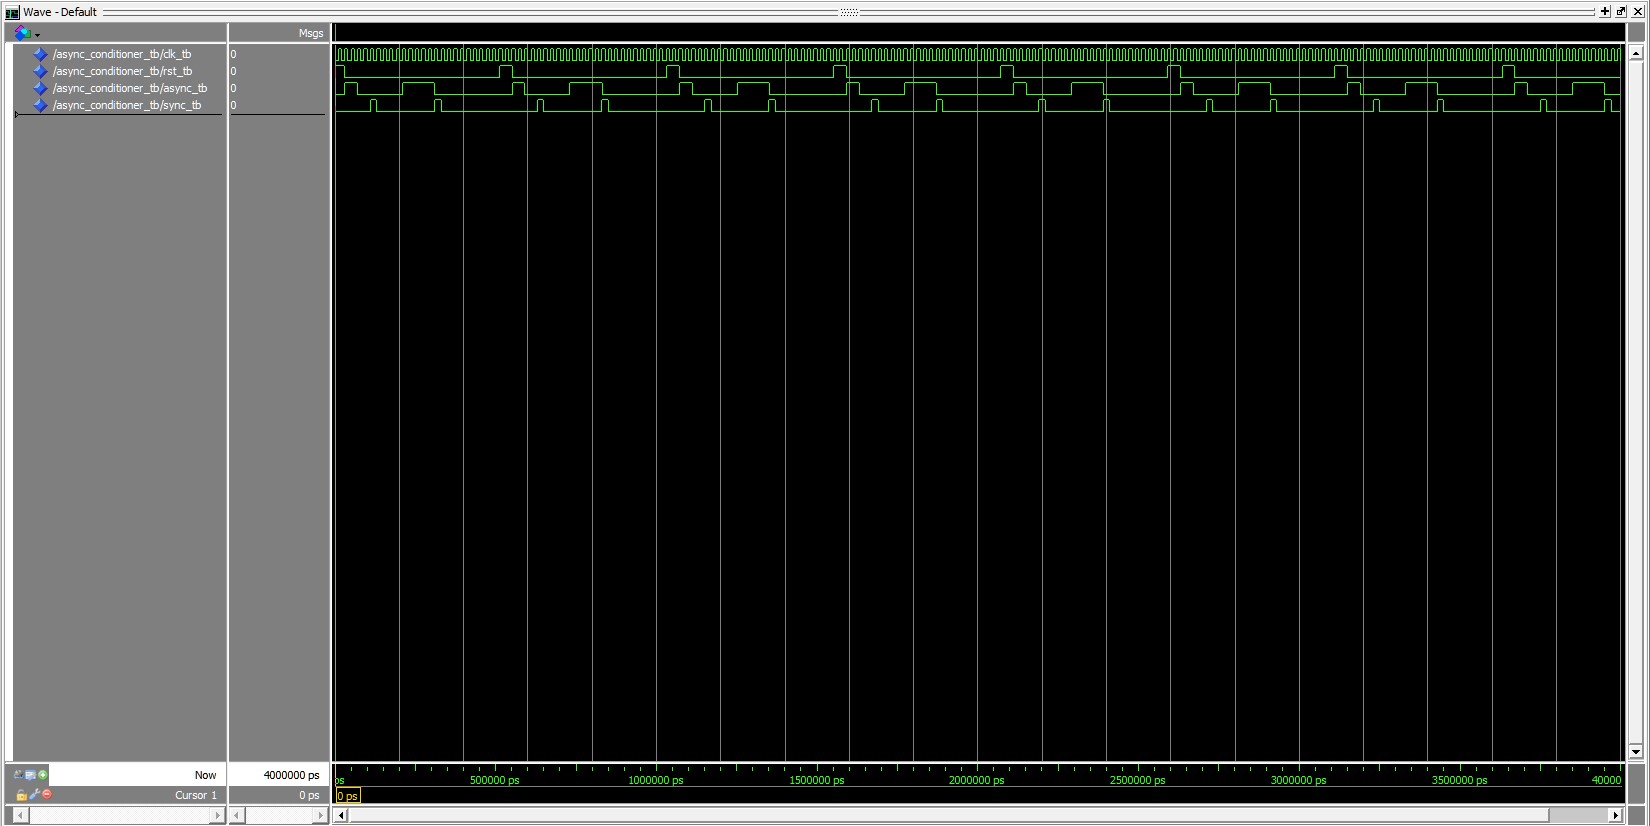 Wave - Default
Msgs
/async_conditioner_tb/clk_tb 0
/async_conditioner_tb/rst_tb 0
/async_conditioner_tb/async_tb 0
/async_conditioner_tb/sync_tb 0
Now 4000000 ps
ps 500000 ps 1000000 ps 1500000 ps 2000000 ps 2500000 ps 3000000 ps 3500000 ps 40000
Cursor 1 0 ps
0 ps